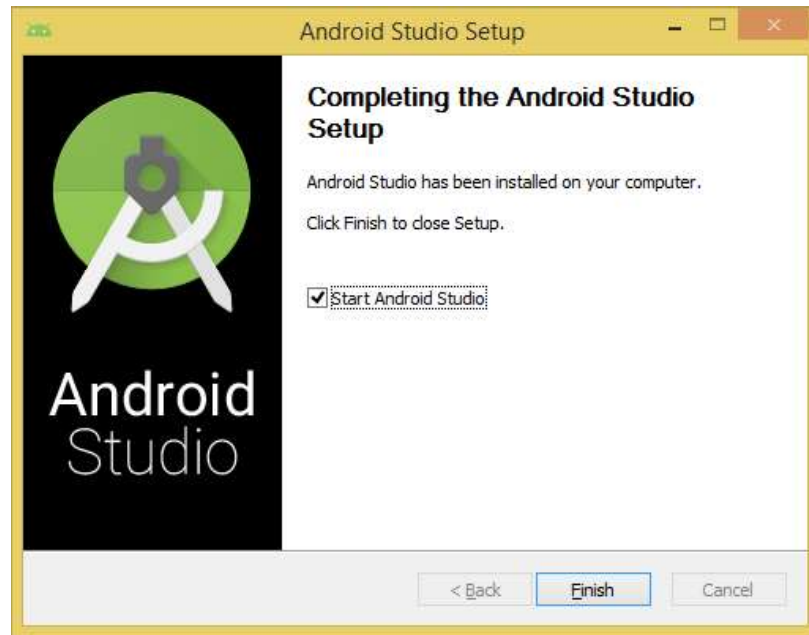 Android Studio Setup
Completing the Android Studio
Setup
Android Studio has been installed on your computer.
Click Finish to close Setup.
Start Android Studio
Android
Studio
< Back
Finish
Cancel